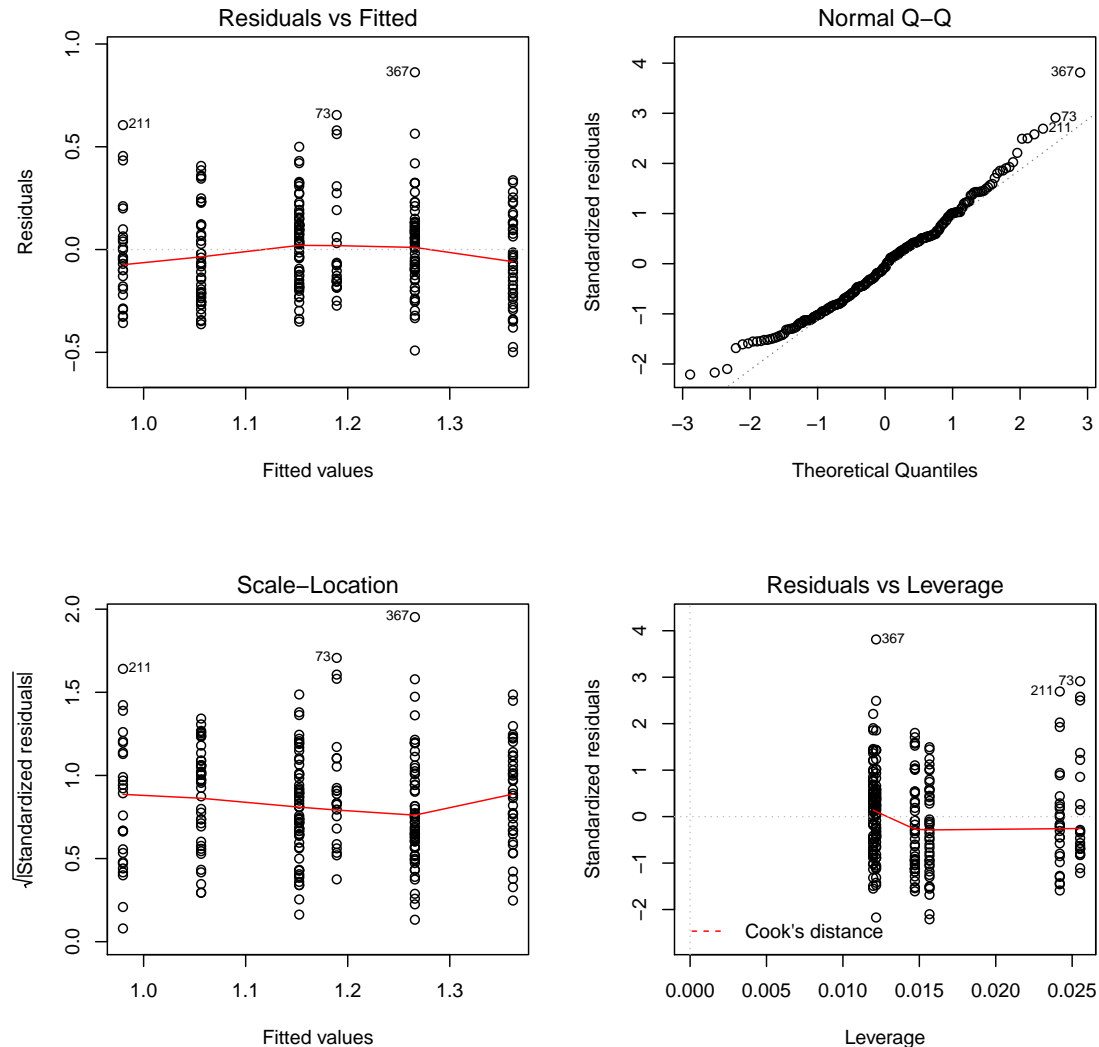 Residuals vs Fitted
1.0
0.5
0.0
−0.5
Residuals
367
73
211
1.0 1.1 1.2 1.3
Fitted values
Normal Q−Q
4
3
2
1
0
−1
−2
Standardized residuals
367
73
211
−3 −2 −1 0 1 2 3
Theoretical Quantiles
Scale−Location
2.0
1.5
1.0
0.5
0.0
√|Standardized residuals|
367
73
211
1.0 1.1 1.2 1.3
Fitted values
Residuals vs Leverage
4
3
2
1
0
−1
−2
Standardized residuals
367
73
211
Cook's distance
0.000 0.005 0.010 0.015 0.020 0.025
Leverage